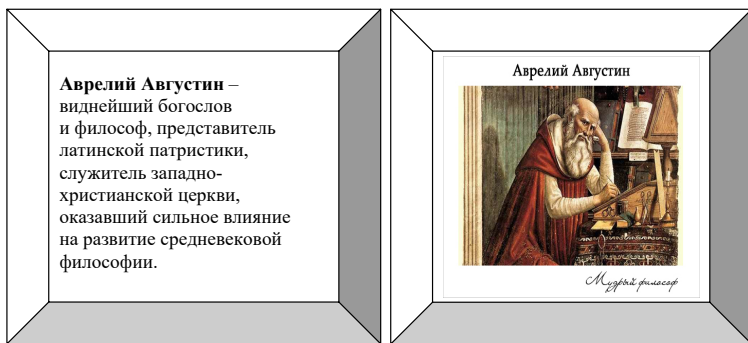 Аврелий Августин –
виднейший богослов
и философ, представитель
латинской патристики,
служитель западно-
христианской церкви,
оказавший сильное влияние
на развитие средневековой
философии.
Аврелий Августин
Мудрый философ